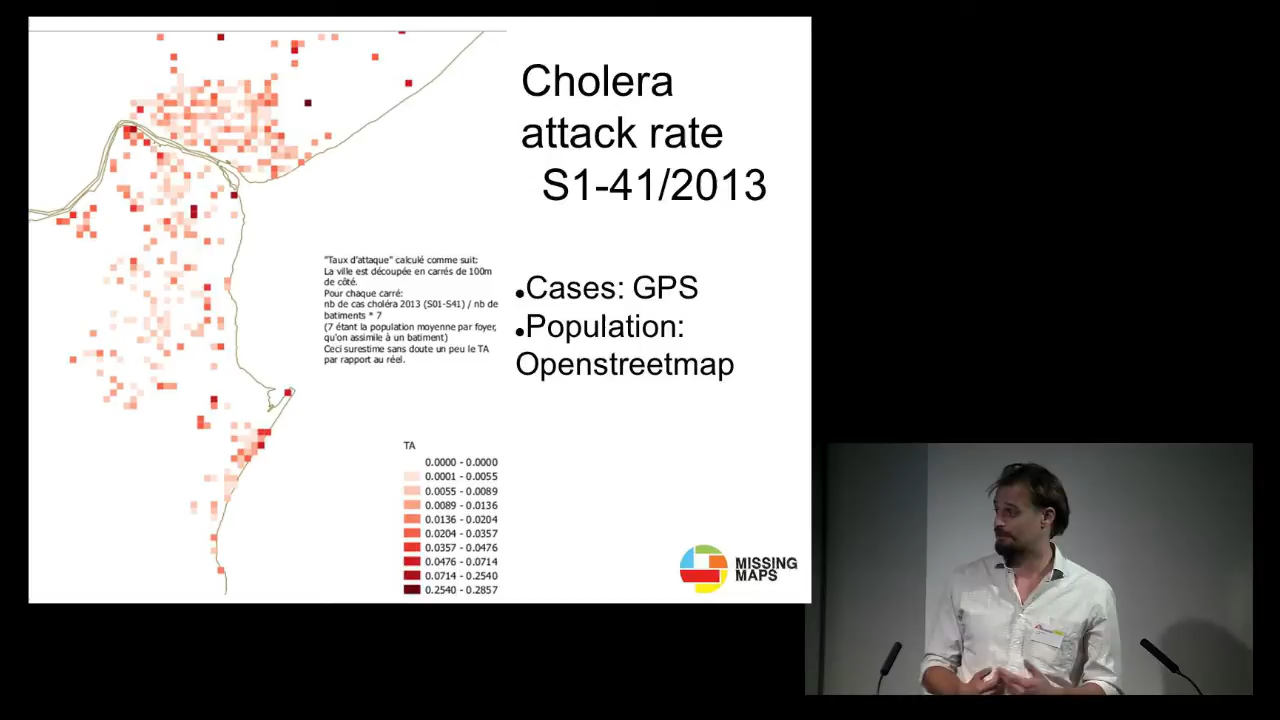 Cholera
attack rate
S1-41/2013
•Cases: GPS
•Population:
Openstreetmap
"Taux d'attaque" calculé comme suit:
La ville est découpée en carrés de 100m
de côté.
Pour chaque carré:
nb de cas choléra 2013 (S01-S41) / nb de
batiments * 7
(7 étant la population moyenne par foyer,
qu'on assimile à un batiment)
Ceci surestime sans doute un peu le TA
par rapport au réel.
TA
0.0000 - 0.0000
0.0001 - 0.0055
0.0055 - 0.0089
0.0089 - 0.0136
0.0136 - 0.0204
0.0204 - 0.0357
0.0357 - 0.0476
0.0476 - 0.0714
0.0714 - 0.2540
0.2540 - 0.2857
MISSING
MAPS